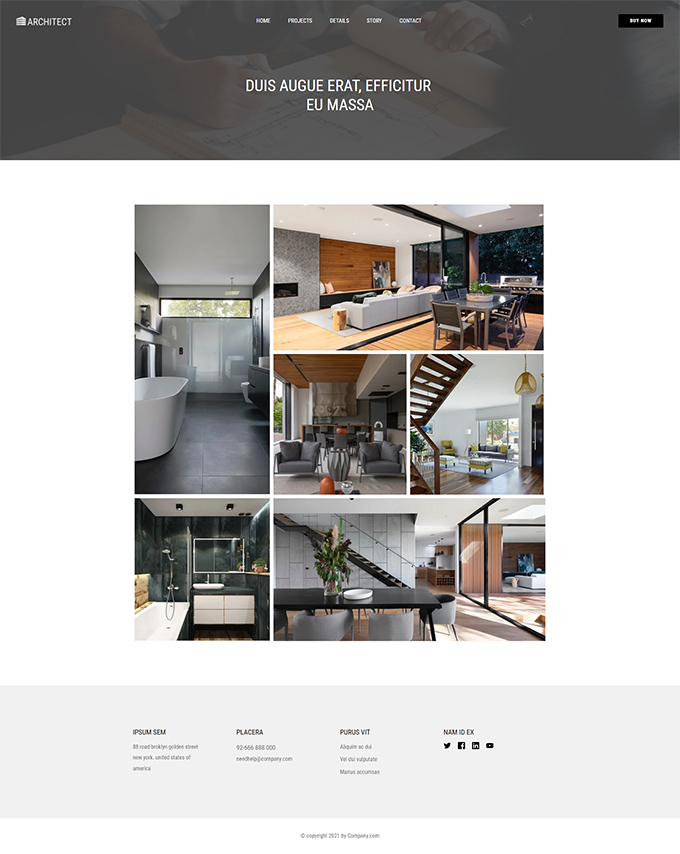 ARCHITECT
HOME PROJECTS DETAILS STORY CONTACT
BUY NOW
DUIS AUGUE ERAT, EFFICITUR
EU MASSA
IPSUM SEM
88 road broklyn golden street
new york, united states of
america
PLACERA
92-666 888 000
needhelp@company.com
PURUS VIT
Aliquim ac dui
Vel dui vulputate
Marius accumsan
NAM ID EX
© copyright 2021 by Company.com